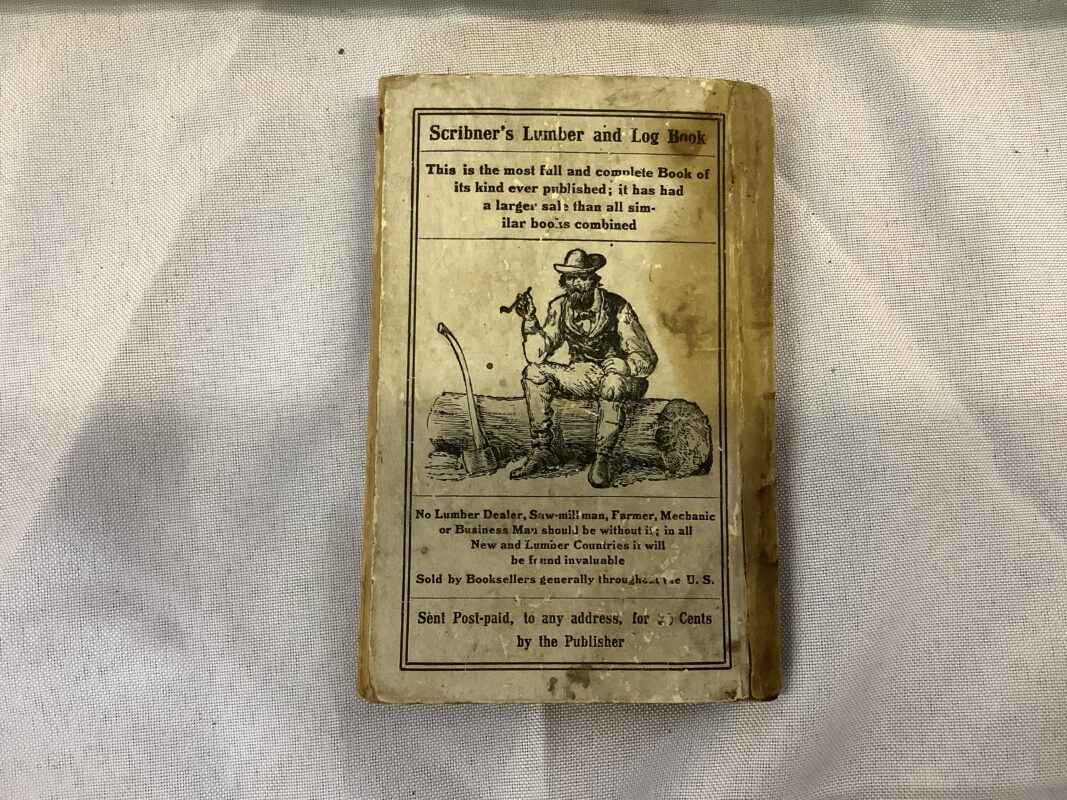 Scribner's Lumber and Log Book
This is the most full and complete Book of
its kind ever published; it has had
a larger sale than all sim-
ilar books combined
No Lumber Dealer, Saw-mill man, Farmer, Mechanic
or Business Man should be without it; in all
New and Lumber Countries it will
be found invaluable
Sold by Booksellers generally throughout the U. S.
Sent Post-paid, to any address, for Cents
by the Publisher